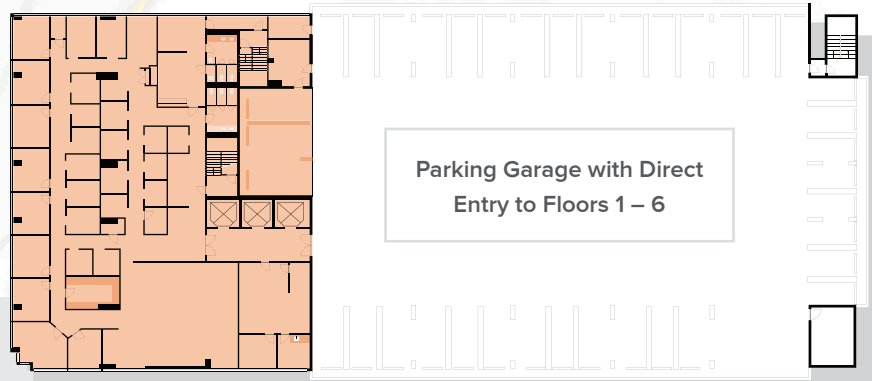 Parking Garage with Direct
Entry to Floors 1 – 6